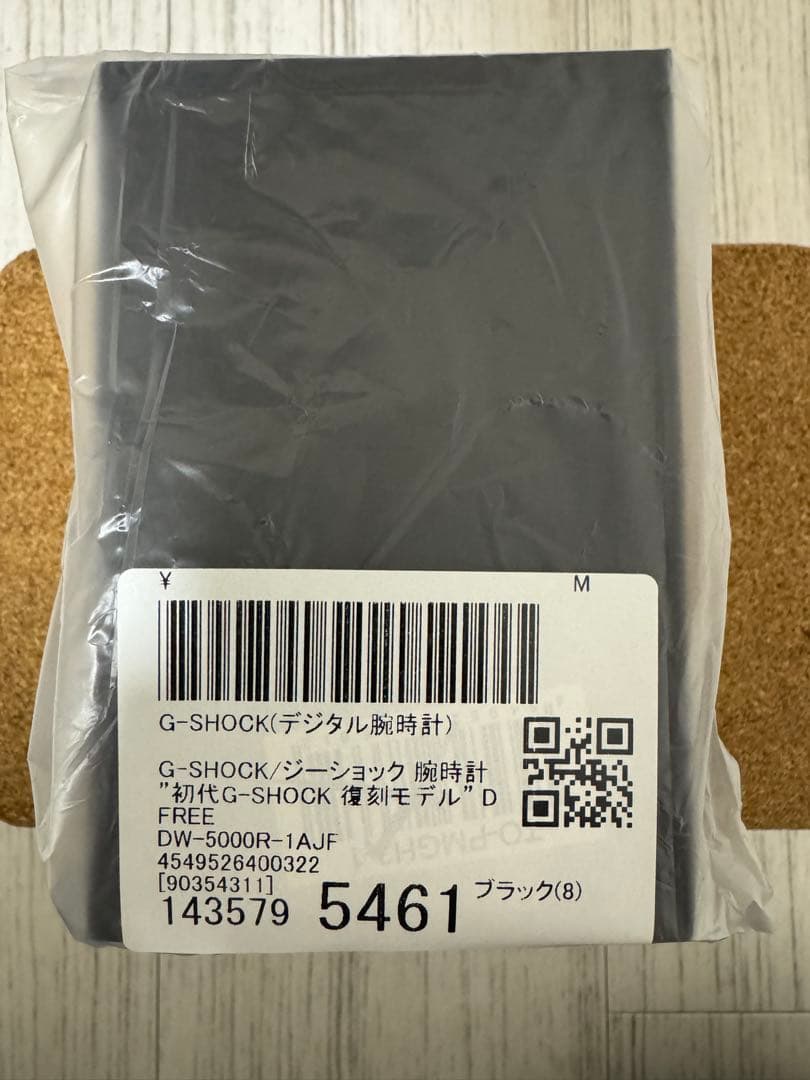 ¥ M
G-SHOCK(デジタル腕時計)
G-SHOCK/ジーショック 腕時計
"初代G-SHOCK 復刻モデル" D
FREE
DW-5000R-1AJF
4549526400322
[90354311]
143579 5461 ブラック(8)